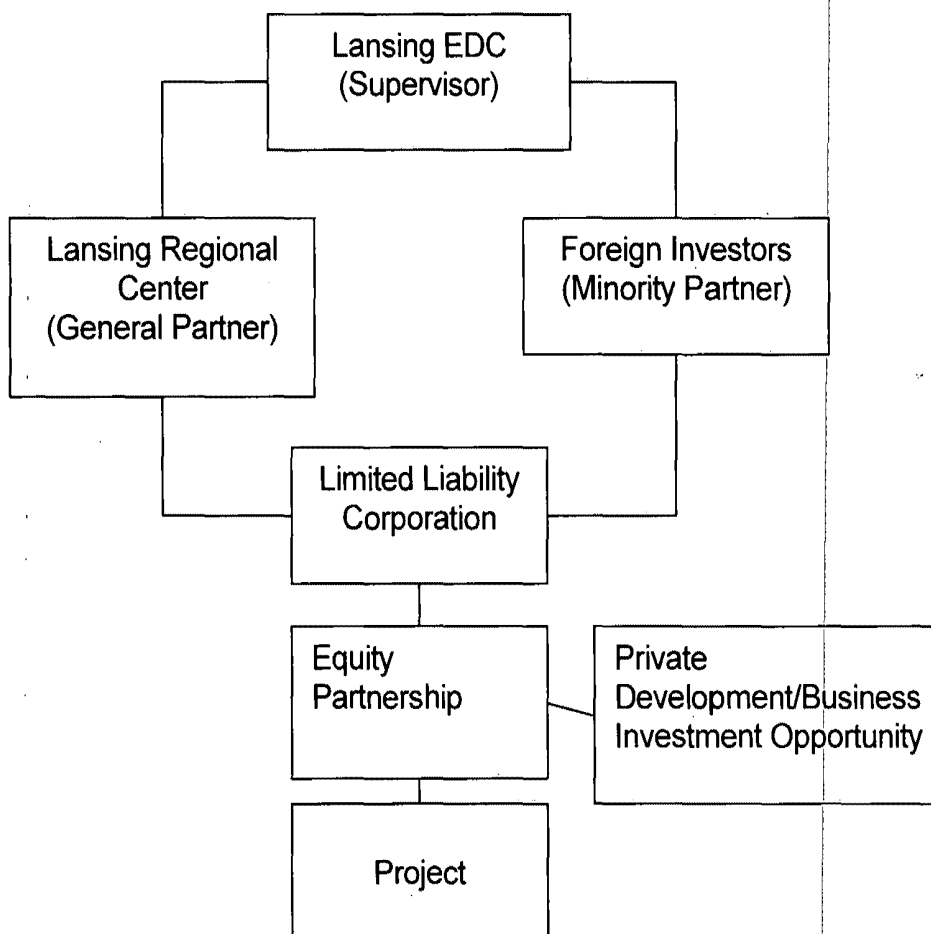 Lansing EDC
(Supervisor)
Lansing Regional
Center
(General Partner)
Foreign Investors
(Minority Partner)
Limited Liability
Corporation
Equity
Partnership
Private
Development/Business
Investment Opportunity
Project